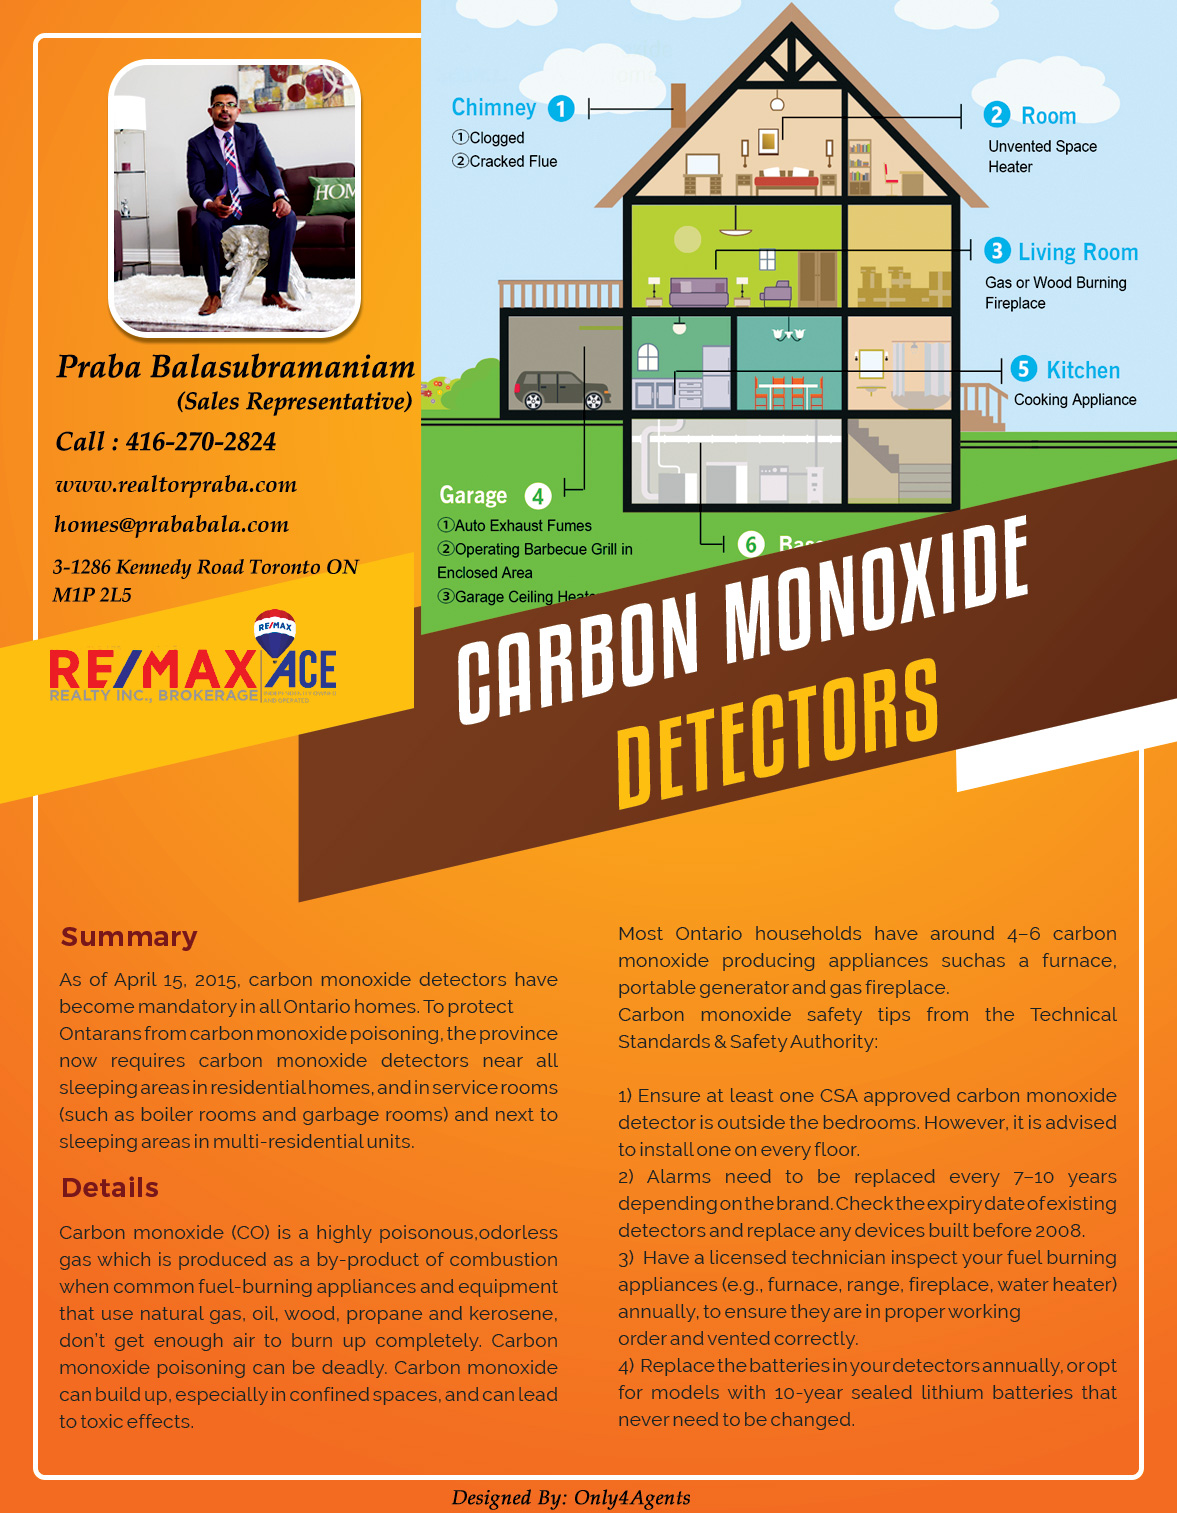 HOM
Praba Balasubramaniam
(Sales Representative)
Call : 416-270-2824
www.realtorpraba.com
homes@prababala.com
3-1286 Kennedy Road Toronto ON
M1P 2L5
RE/MAX
RE/MAX ACE
REALTY INC., BROKERAGE
AND OPERATED
Chimney 1
①Clogged
②Cracked Flue
2 Room
Unvented Space
Heater
3 Living Room
Gas or Wood Burning
Fireplace
5 Kitchen
Cooking Appliance
Garage 4
①Auto Exhaust Fumes
②Operating Barbecue Grill in
Enclosed Area
③Garage Ceiling Heate
6 Bas
CARBON MONOXIDE
DETECTORS
Summary
As of April 15, 2015, carbon monoxide detectors have
become mandatory in all Ontario homes. To protect
Ontarans from carbon monoxide poisoning, the province
now requires carbon monoxide detectors near all
sleeping areas in residential homes, and in service rooms
(such as boiler rooms and garbage rooms) and next to
sleeping areas in multi-residential units.
Details
Carbon monoxide (CO) is a highly poisonous,odorless
gas which is produced as a by-product of combustion
when common fuel-burning appliances and equipment
that use natural gas, oil, wood, propane and kerosene,
don't get enough air to burn up completely. Carbon
monoxide poisoning can be deadly. Carbon monoxide
can build up, especially in confined spaces, and can lead
to toxic effects.
Most Ontario households have around 4–6 carbon
monoxide producing appliances suchas a furnace,
portable generator and gas fireplace.
Carbon monoxide safety tips from the Technical
Standards & Safety Authority:
1) Ensure at least one CSA approved carbon monoxide
detector is outside the bedrooms. However, it is advised
to install one on every floor.
2) Alarms need to be replaced every 7–10 years
depending on the brand. Check the expiry date of existing
detectors and replace any devices built before 2008.
3) Have a licensed technician inspect your fuel burning
appliances (e.g., furnace, range, fireplace, water heater)
annually, to ensure they are in proper working
order and vented correctly.
4) Replace the batteries in your detectors annually, or opt
for models with 10-year sealed lithium batteries that
never need to be changed.
Designed By: Only4Agents